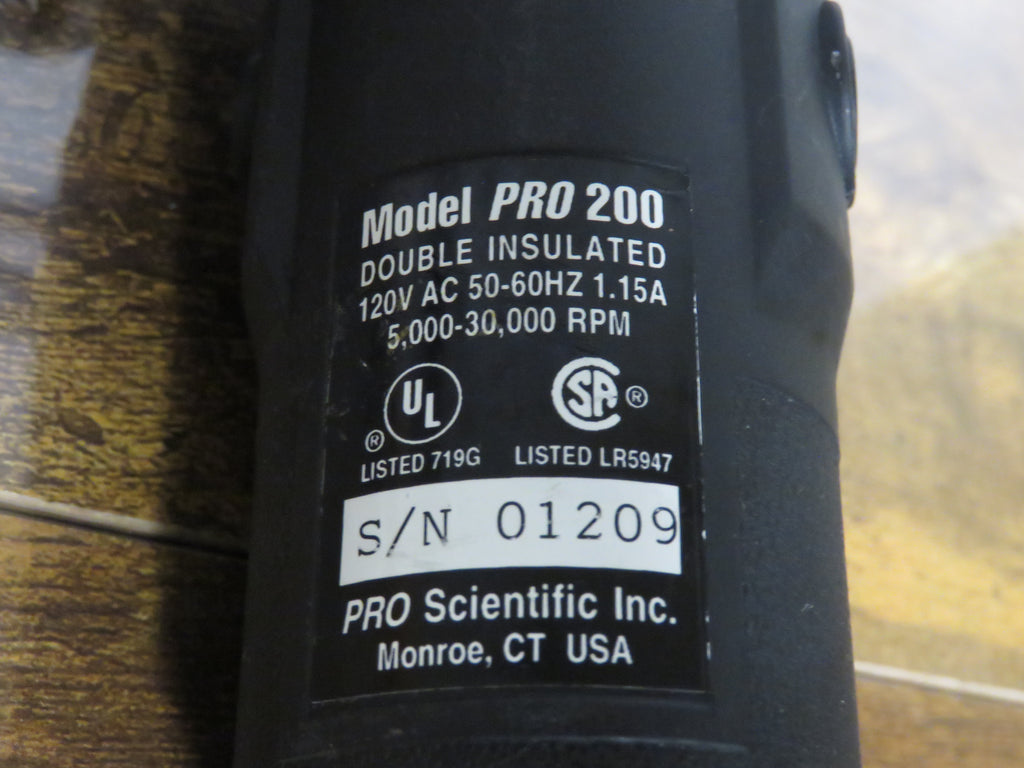 Model PRO 200
DOUBLE INSULATED
120V AC 50-60HZ 1.15A
5,000-30,000 RPM
® UL SA ®
LISTED 719G LISTED LR5947
S/N 01209
PRO Scientific Inc.
Monroe, CT USA